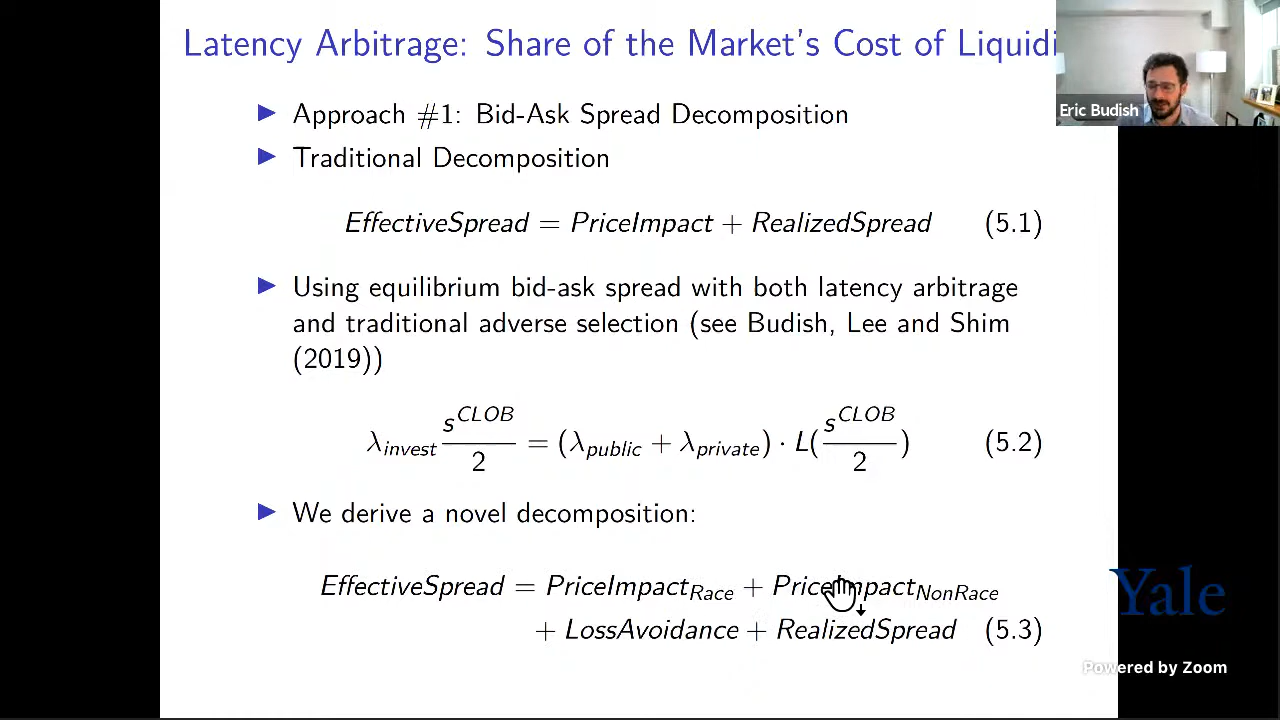 Latency Arbitrage: Share of the Market's Cost of Liquidi
Eric Budish
▶ Approach #1: Bid-Ask Spread Decomposition
▶ Traditional Decomposition
EffectiveSpread = PriceImpact + RealizedSpread (5.1)
▶ Using equilibrium bid-ask spread with both latency arbitrage
and traditional adverse selection (see Budish, Lee and Shim
(2019))
λ_invest s^CLOB/2 = (λ_public + λ_private) · L(s^CLOB/2) (5.2)
▶ We derive a novel decomposition:
EffectiveSpread = PriceImpact_Race + PriceImpact_NonRace
+ LossAvoidance + RealizedSpread (5.3)
Yale
Powered by Zoom